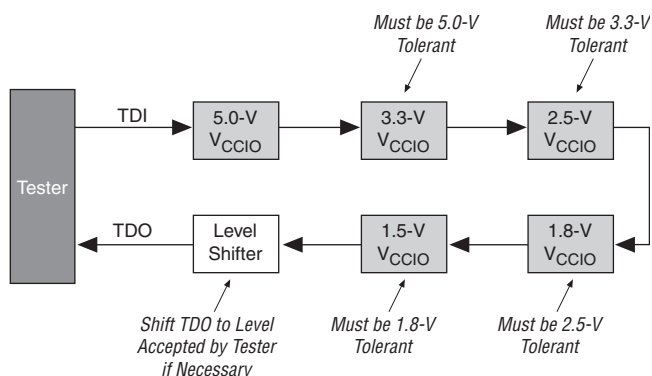 Must be 5.0-V
Tolerant
Must be 3.3-V
Tolerant
TDI
5.0-V
VCCIO
3.3-V
VCCIO
2.5-V
VCCIO
Tester
TDO
Level
Shifter
1.5-V
VCCIO
1.8-V
VCCIO
Shift TDO to Level
Accepted by Tester
if Necessary
Must be 1.8-V
Tolerant
Must be 2.5-V
Tolerant